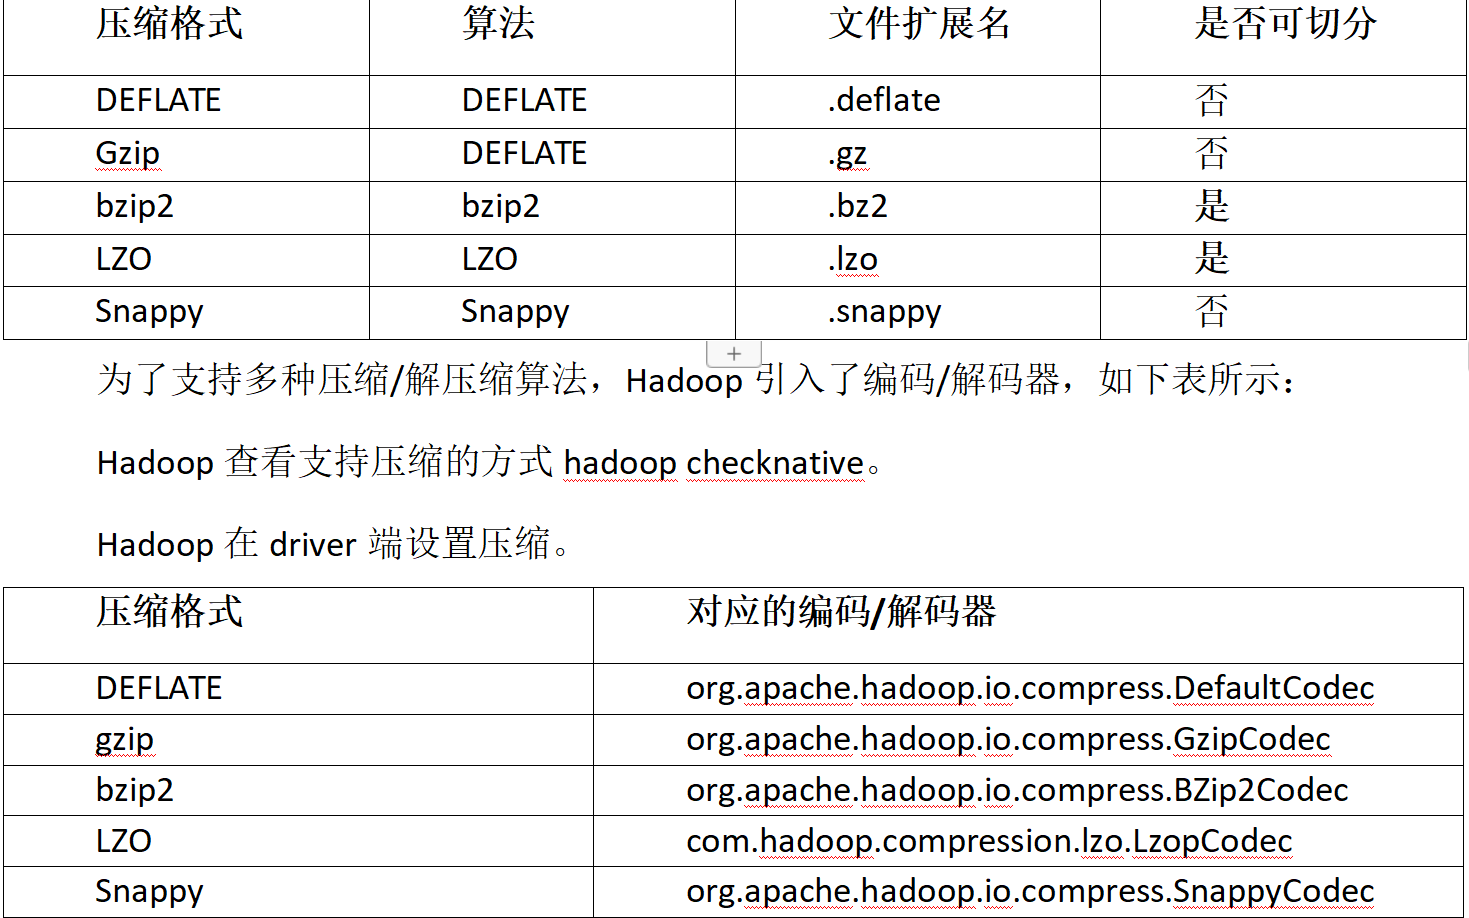 压缩格式 算法 文件扩展名 是否可切分
DEFLATE DEFLATE .deflate 否
Gzip DEFLATE .gz 否
bzip2 bzip2 .bz2 是
LZO LZO .lzo 是
Snappy Snappy .snappy 否
为了支持多种压缩/解压缩算法，Hadoop 引入了编码/解码器，如下表所示：
Hadoop 查看支持压缩的方式 hadoop checknative。
Hadoop 在 driver 端设置压缩。
压缩格式 对应的编码/解码器
DEFLATE org.apache.hadoop.io.compress.DefaultCodec
gzip org.apache.hadoop.io.compress.GzipCodec
bzip2 org.apache.hadoop.io.compress.BZip2Codec
LZO com.hadoop.compression.lzo.LzopCodec
Snappy org.apache.hadoop.io.compress.SnappyCodec